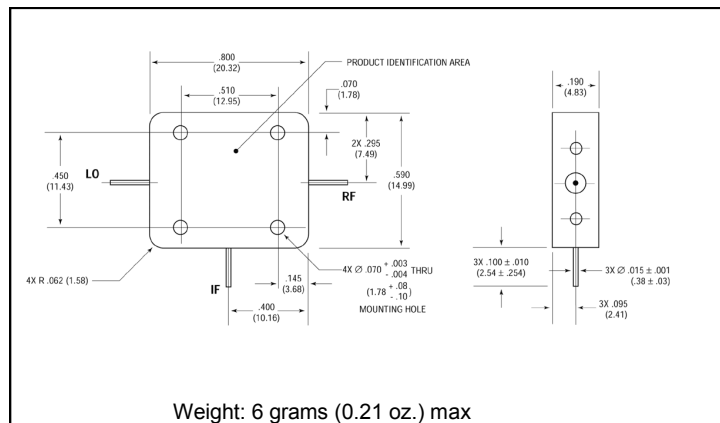 .800
(20.32)
PRODUCT IDENTIFICATION AREA
.510
(12.95)
.070
(1.78)
.190
(4.83)
2X .295
(7.49)
.450
(11.43)
.590
(14.99)
LO
RF
4X R .062 (1.58)
IF
.145
(3.68)
.400
(10.16)
4X Ø .070 + .003 - .004 THRU
(1.78 + .08 - .10)
MOUNTING HOLE
3X .100 ± .010
(2.54 ± .254)
3X Ø .015 ± .001
(.38 ± .03)
3X .095
(2.41)
Weight: 6 grams (0.21 oz.) max